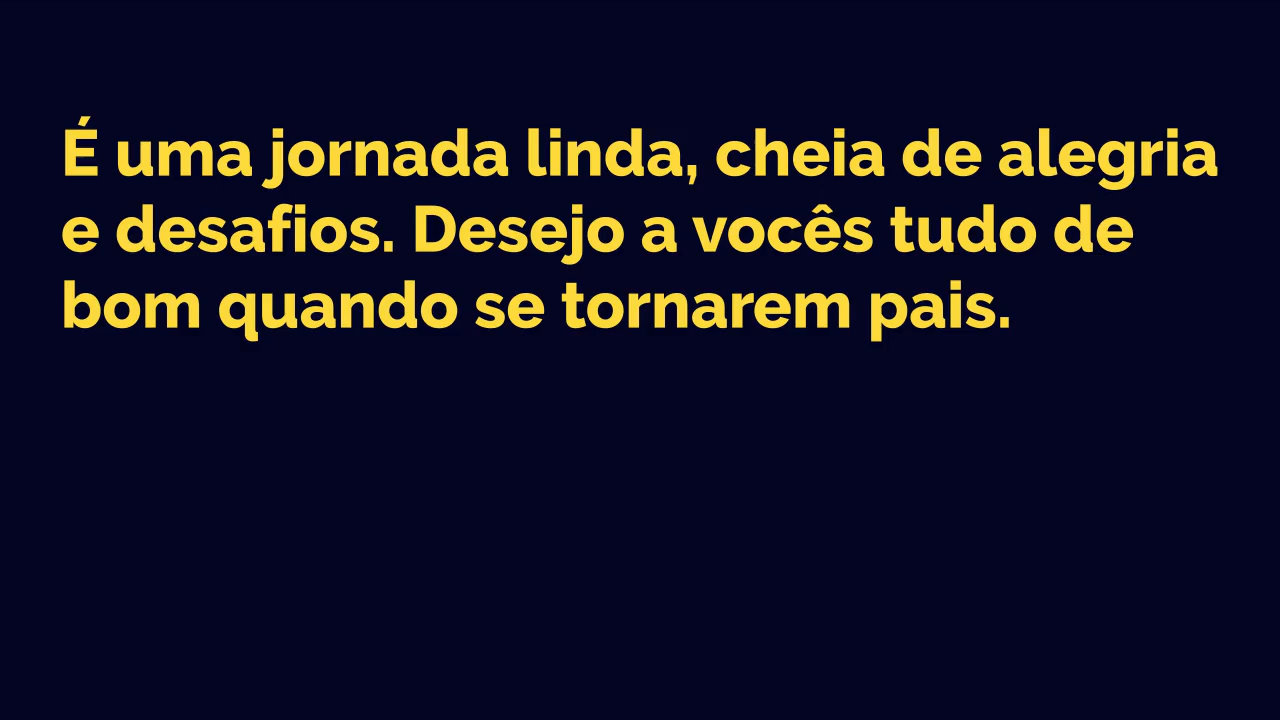 É uma jornada linda, cheia de alegria
e desafios. Desejo a vocês tudo de
bom quando se tornarem pais.